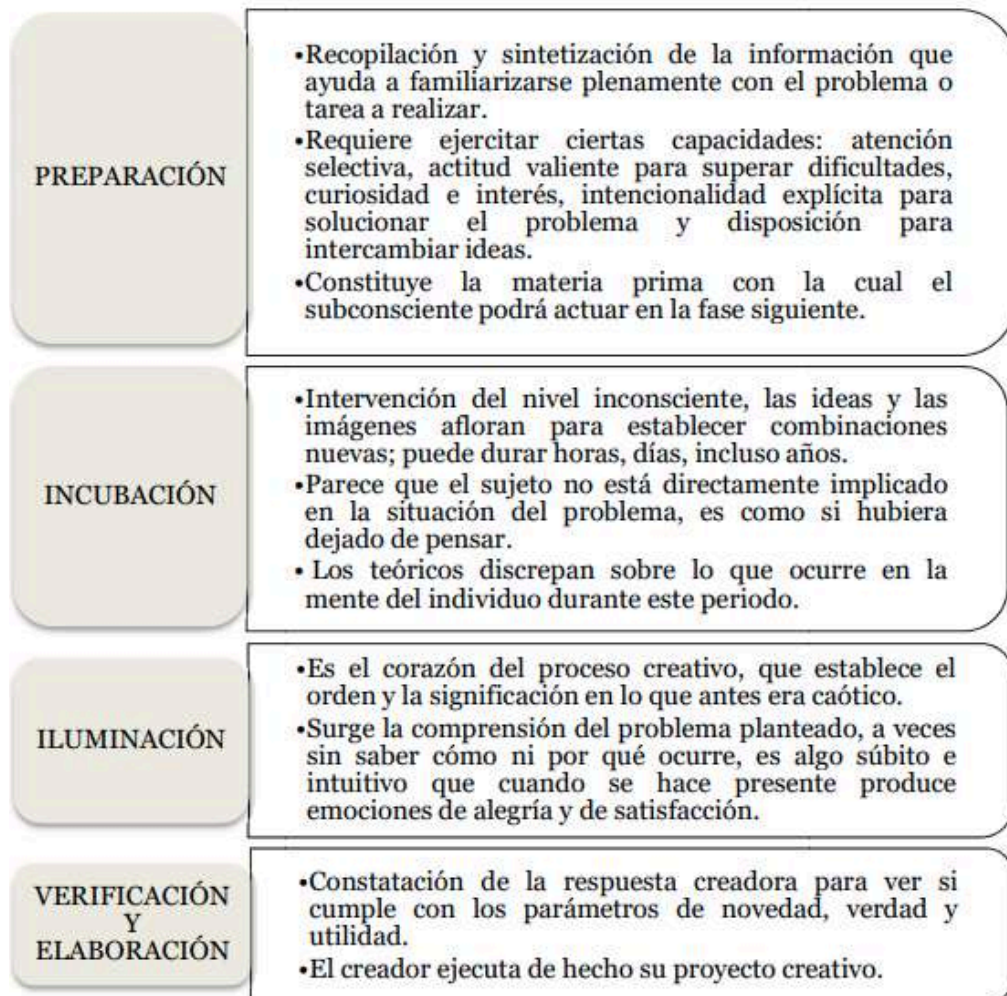 PREPARACIÓN
•Recopilación y sintetización de la información que
ayuda a familiarizarse plenamente con el problema o
tarea a realizar.
•Requiere ejercitar ciertas capacidades: atención
selectiva, actitud valiente para superar dificultades,
curiosidad e interés, intencionalidad explícita para
solucionar el problema y disposición para
intercambiar ideas.
•Constituye la materia prima con la cual el
subconsciente podrá actuar en la fase siguiente.
INCUBACIÓN
•Intervención del nivel inconsciente, las ideas y las
imágenes afloran para establecer combinaciones
nuevas; puede durar horas, días, incluso años.
•Parece que el sujeto no está directamente implicado
en la situación del problema, es como si hubiera
dejado de pensar.
• Los teóricos discrepan sobre lo que ocurre en la
mente del individuo durante este periodo.
ILUMINACIÓN
•Es el corazón del proceso creativo, que establece el
orden y la significación en lo que antes era caótico.
•Surge la comprensión del problema planteado, a veces
sin saber cómo ni por qué ocurre, es algo súbito e
intuitivo que cuando se hace presente produce
emociones de alegría y de satisfacción.
VERIFICACIÓN
Y
ELABORACIÓN
•Constatación de la respuesta creadora para ver si
cumple con los parámetros de novedad, verdad y
utilidad.
•El creador ejecuta de hecho su proyecto creativo.